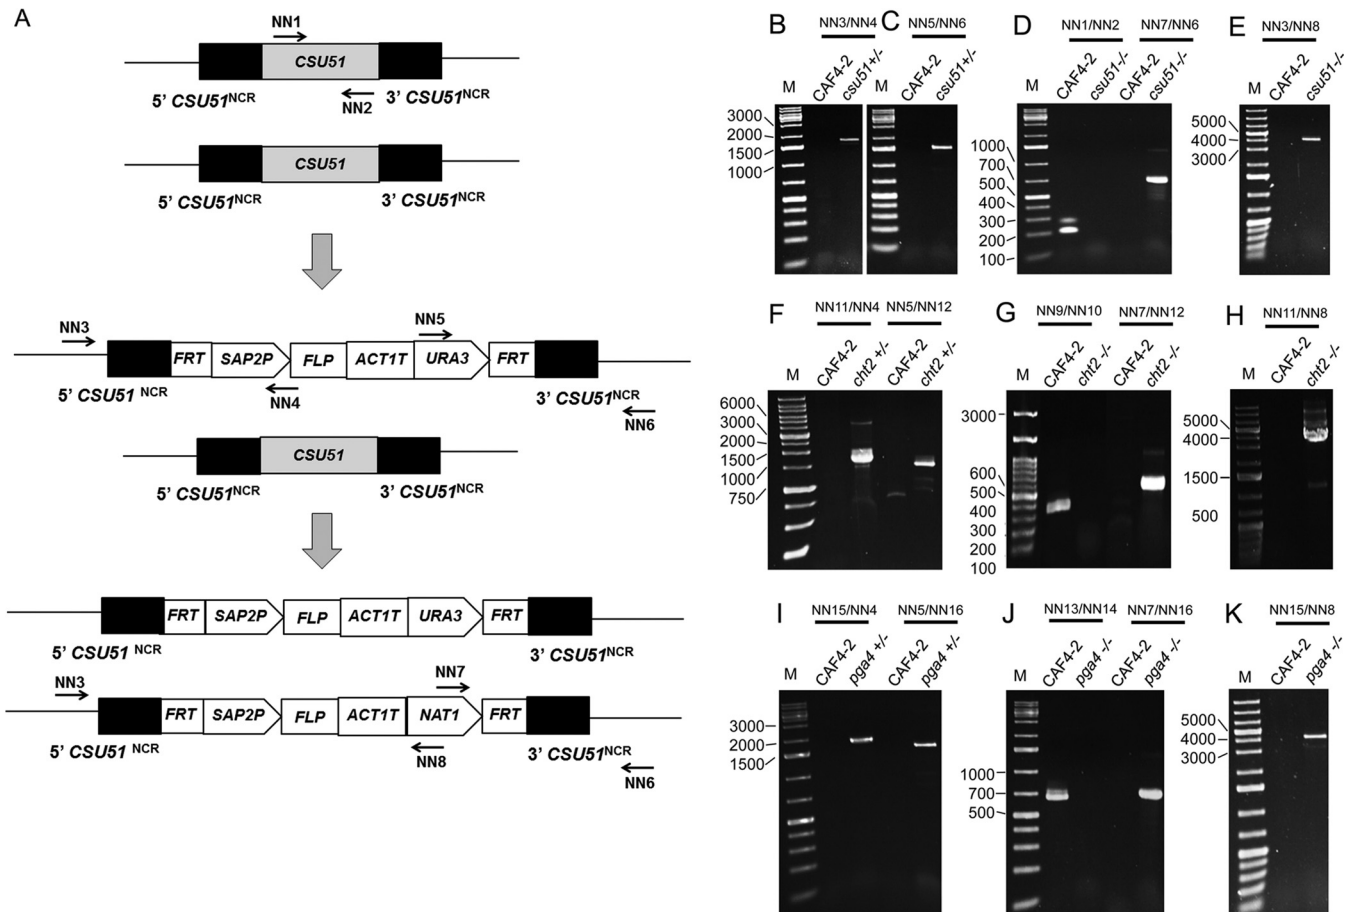 A
NN1
CSU51
NN2
5' CSU51NCR
3' CSU51NCR
CSU51
5' CSU51NCR
3' CSU51NCR
NN3
NN5
FRT SAP2P FLP ACT1T URA3 FRT
NN4
5' CSU51 NCR
3' CSU51NCR
NN6
CSU51
5' CSU51NCR
3' CSU51NCR
FRT SAP2P FLP ACT1T URA3 FRT
5' CSU51 NCR
3' CSU51NCR
NN3
NN7
FRT SAP2P FLP ACT1T NAT1 FRT
NN8
5' CSU51 NCR
3' CSU51NCR
NN6
B
NN3/NN4
M CAF4-2 csu51+/-
3000
2000
1500
1000
C
NN5/NN6
M CAF4-2 csu51+/-
D
NN1/NN2 NN7/NN6
M CAF4-2 csu51-/- CAF4-2 csu51-/-
1000
700
500
400
300
200
100
E
NN3/NN8
M CAF4-2 csu51-/-
5000
4000
3000
F
NN11/NN4 NN5/NN12
M CAF4-2 cht2 +/- CAF4-2 cht2 +/-
6000
3000
2000
1500
1000
750
G
NN9/NN10 NN7/NN12
M CAF4-2 cht2 -/- CAF4-2 cht2 -/-
3000
600
500
400
300
200
100
H
NN11/NN8
M CAF4-2 cht2 -/-
5000
4000
1500
500
I
NN15/NN4 NN5/NN16
M CAF4-2 pga4 +/- CAF4-2 pga4 +/-
3000
2000
1500
J
NN13/NN14 NN7/NN16
M CAF4-2 pga4 -/- CAF4-2 pga4 -/-
1000
700
500
K
NN15/NN8
M CAF4-2 pga4 -/-
5000
4000
3000